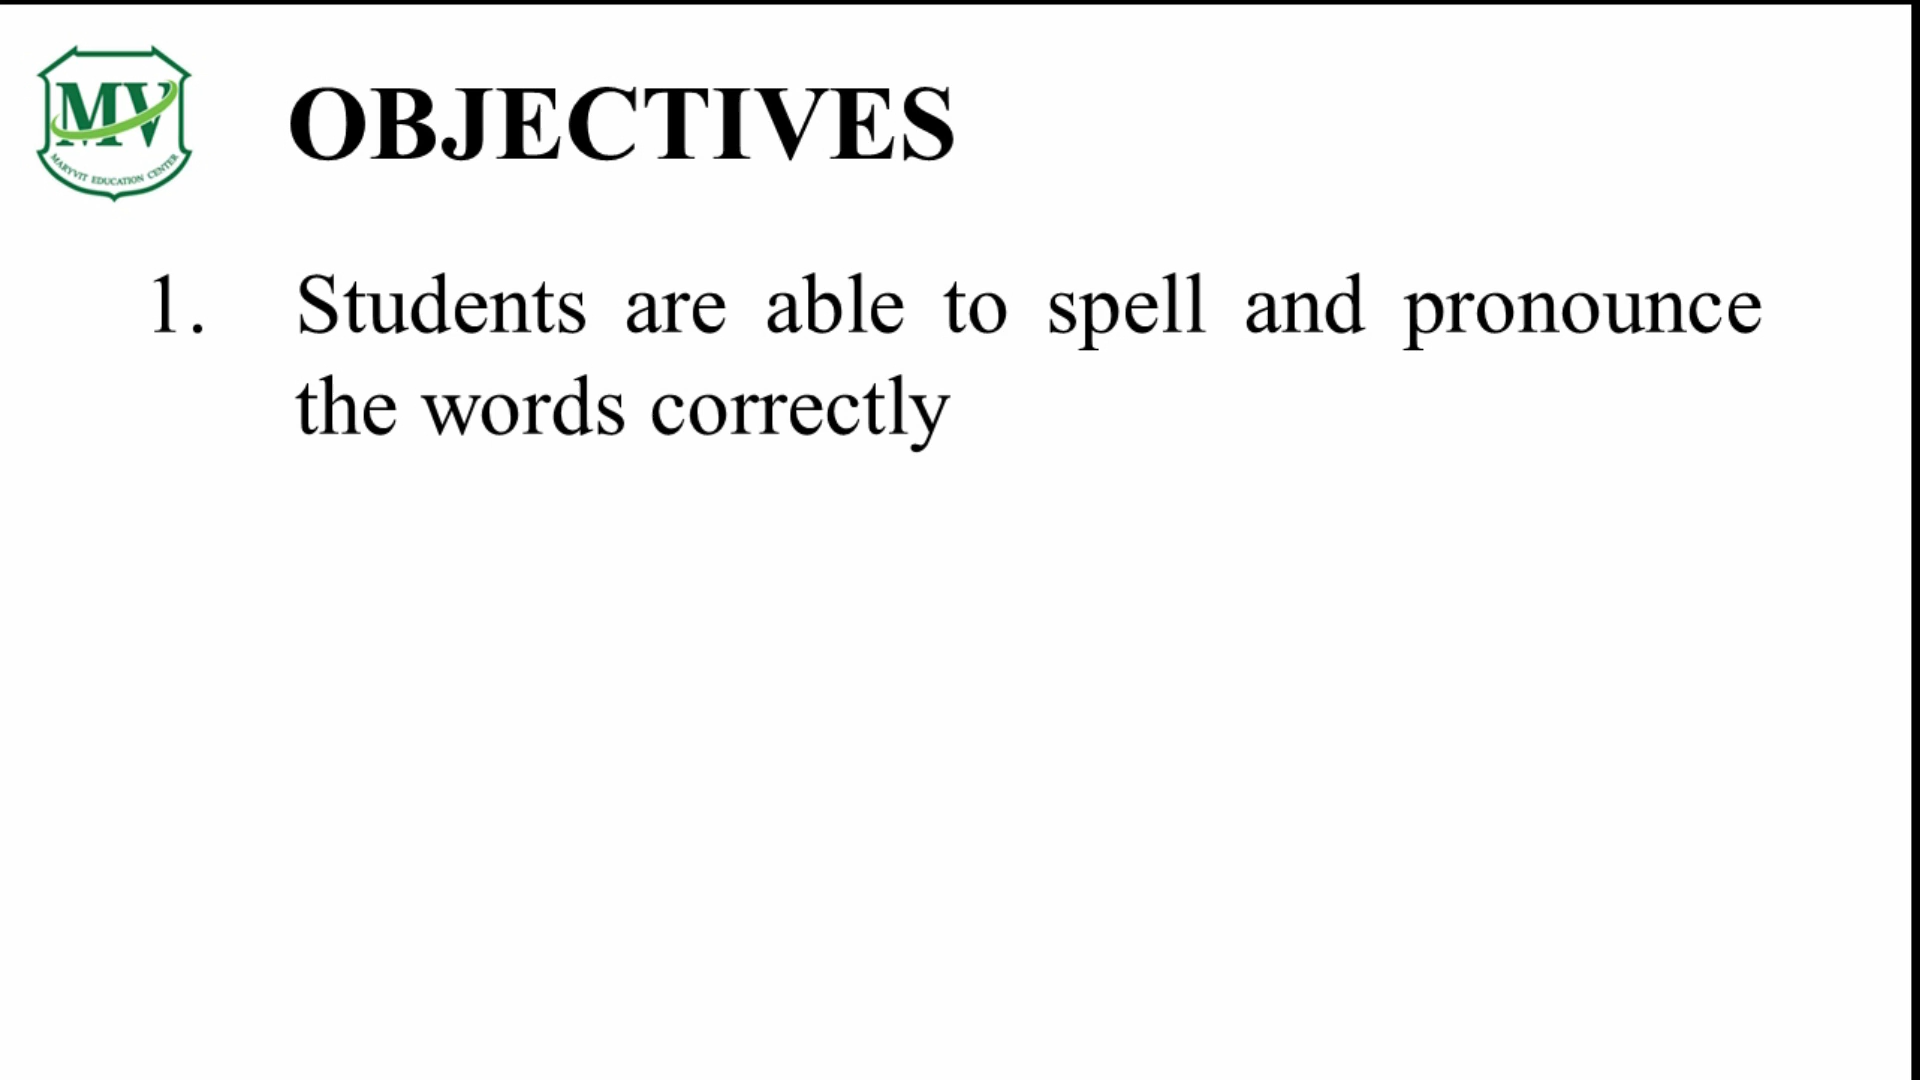 MV
MARYVIT EDUCATION CENTER
OBJECTIVES
1. Students are able to spell and pronounce
the words correctly